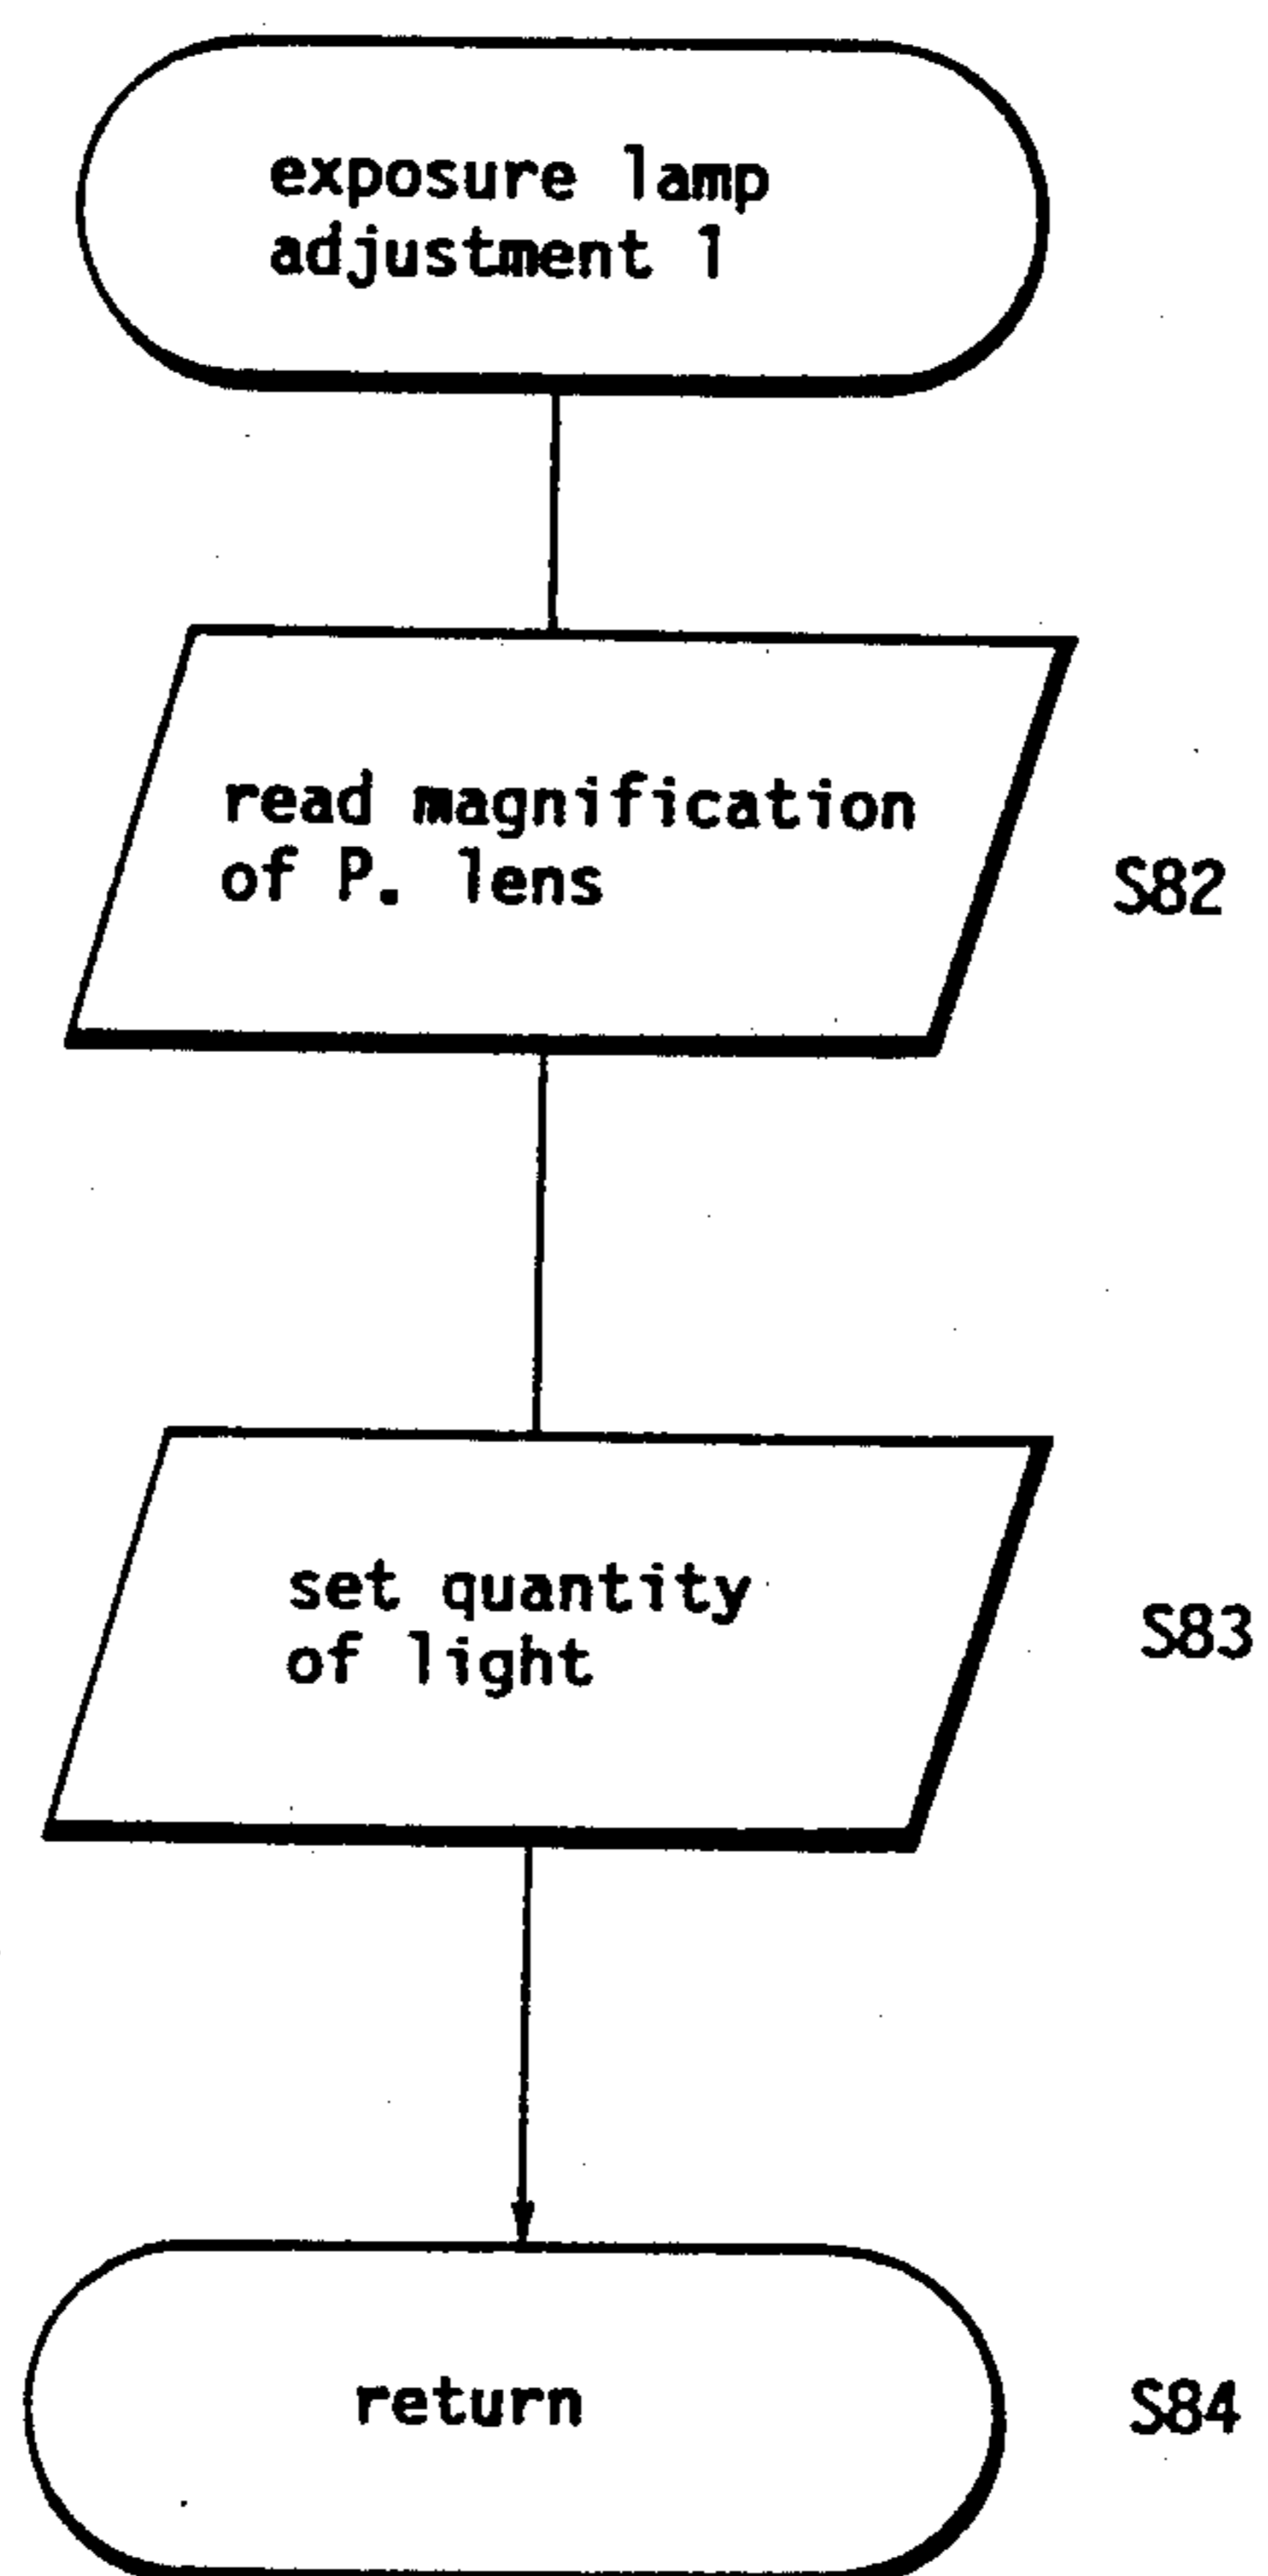 exposure lamp
adjustment 1
read magnification
of P. lens
S82
set quantity
of light
S83
return
S84